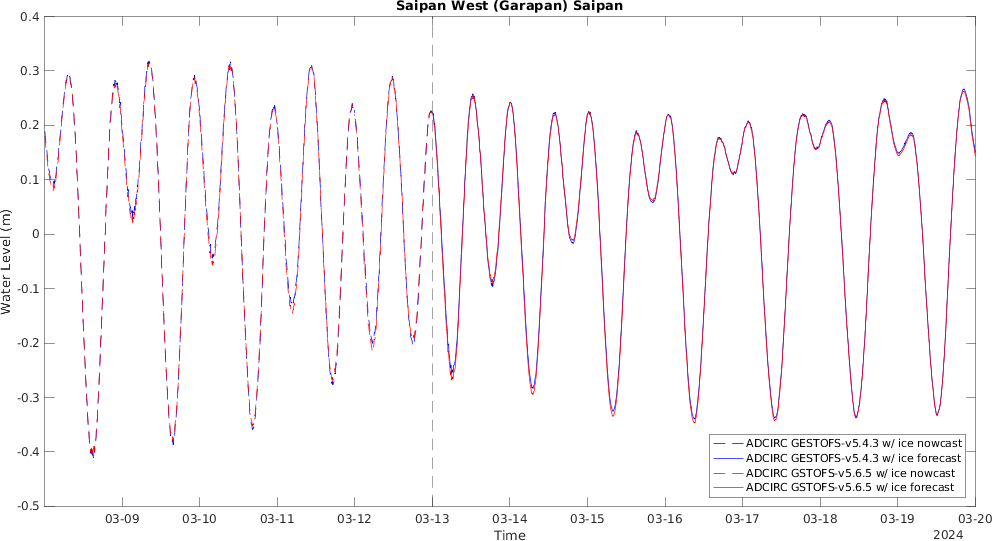 Saipan West (Garapan) Saipan
0.4
0.3
0.2
0.1
0
-0.1
-0.2
-0.3
-0.4
-0.5
Water Level (m)
ADCIRC GESTOFS-v5.4.3 w/ ice nowcast
ADCIRC GESTOFS-v5.4.3 w/ ice forecast
ADCIRC GSTOFS-v5.6.5 w/ ice nowcast
ADCIRC GSTOFS-v5.6.5 w/ ice forecast
03-09 03-10 03-11 03-12 03-13 03-14 03-15 03-16 03-17 03-18 03-19 03-20
Time
2024